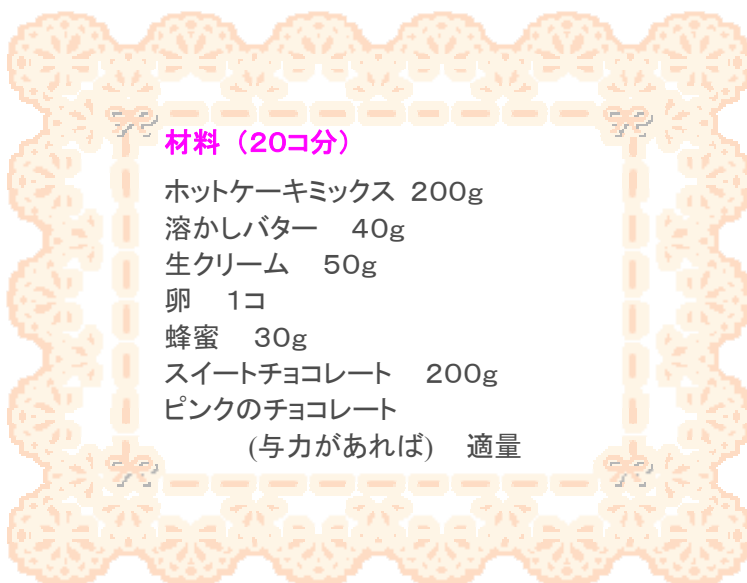 材料（20コ分）
ホットケーキミックス 200g
溶かしバター　40g
生クリーム　50g
卵　1コ
蜂蜜　30g
スイートチョコレート　200g
ピンクのチョコレート
(与力があれば)　適量